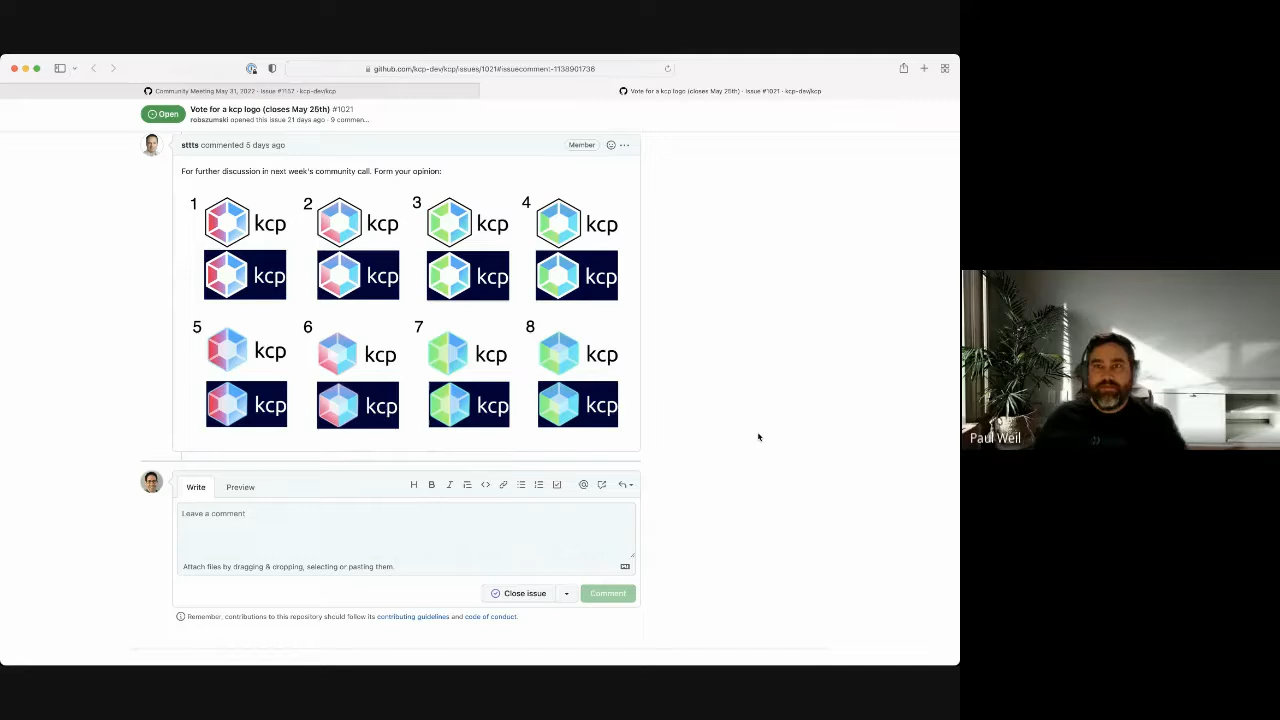 github.com/kcp-dev/kcp/issues/1021#issuecomment-1138901736
Community Meeting May 31, 2022 · Issue #1157 · kcp-dev/kcp
Vote for a kcp logo (closes May 25th) · Issue #1021 · kcp-dev/kcp
Open
Vote for a kcp logo (closes May 25th) #1021
robszumski opened this issue 21 days ago · 9 commen...
sttts commented 5 days ago
Member
For further discussion in next week's community call. Form your opinion:
1 kcp 2 kcp 3 kcp 4 kcp
kcp kcp kcp kcp
5 kcp 6 kcp 7 kcp 8 kcp
kcp kcp kcp kcp
Write Preview
Leave a comment
Attach files by dragging & dropping, selecting or pasting them.
Close issue
Comment
Remember, contributions to this repository should follow its contributing guidelines and code of conduct.
Paul Weil